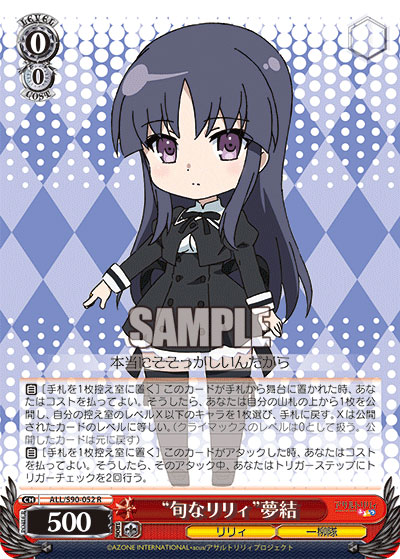 LEVEL
0
0
COST
SAMPLE
本当にそそっかしいんだから
自 [手札を1枚控え室に置く] このカードが手札から舞台に置かれた時、あな
たはコストを払ってよい。そうしたら、あなたは自分の山札の上から1枚を公
開し、自分の控え室のレベルX以下のキャラを1枚選び、手札に戻す。Xは公開
されたカードのレベルに等しい。(クライマックスのレベルは0として扱う。公
開したカードは元に戻す)
自 [手札を1枚控え室に置く] このカードがアタックした時、あなたはコスト
を払ってよい。そうしたら、そのアタック中、あなたはトリガーステップにト
リガーチェックを2回行う。
CH
ALL/S90-052 R
500
“旬なリリィ”夢結
リリィ
一柳隊
©AZONE INTERNATIONAL・acus/アサルトリリィプロジェクト